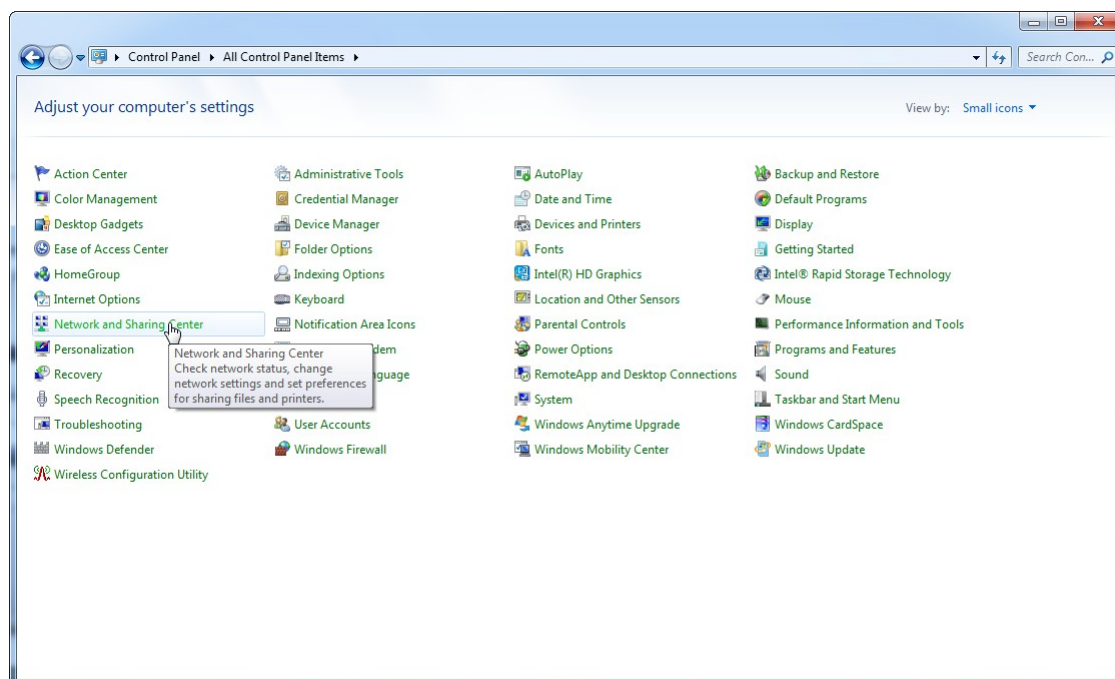 Control Panel All Control Panel Items Search Con...
Adjust your computer's settings View by: Small icons
Action Center Administrative Tools AutoPlay Backup and Restore
Color Management Credential Manager Date and Time Default Programs
Desktop Gadgets Device Manager Devices and Printers Display
Ease of Access Center Folder Options Fonts Getting Started
HomeGroup Indexing Options Intel(R) HD Graphics Intel® Rapid Storage Technology
Internet Options Keyboard Location and Other Sensors Mouse
Network and Sharing Center Notification Area Icons Parental Controls Performance Information and Tools
Personalization Power Options Programs and Features
Network and Sharing Center
Check network status, change
network settings and set preferences
for sharing files and printers.
Recovery RemoteApp and Desktop Connections Sound
Speech Recognition System Taskbar and Start Menu
Troubleshooting User Accounts Windows Anytime Upgrade Windows CardSpace
Windows Defender Windows Firewall Windows Mobility Center Windows Update
Wireless Configuration Utility